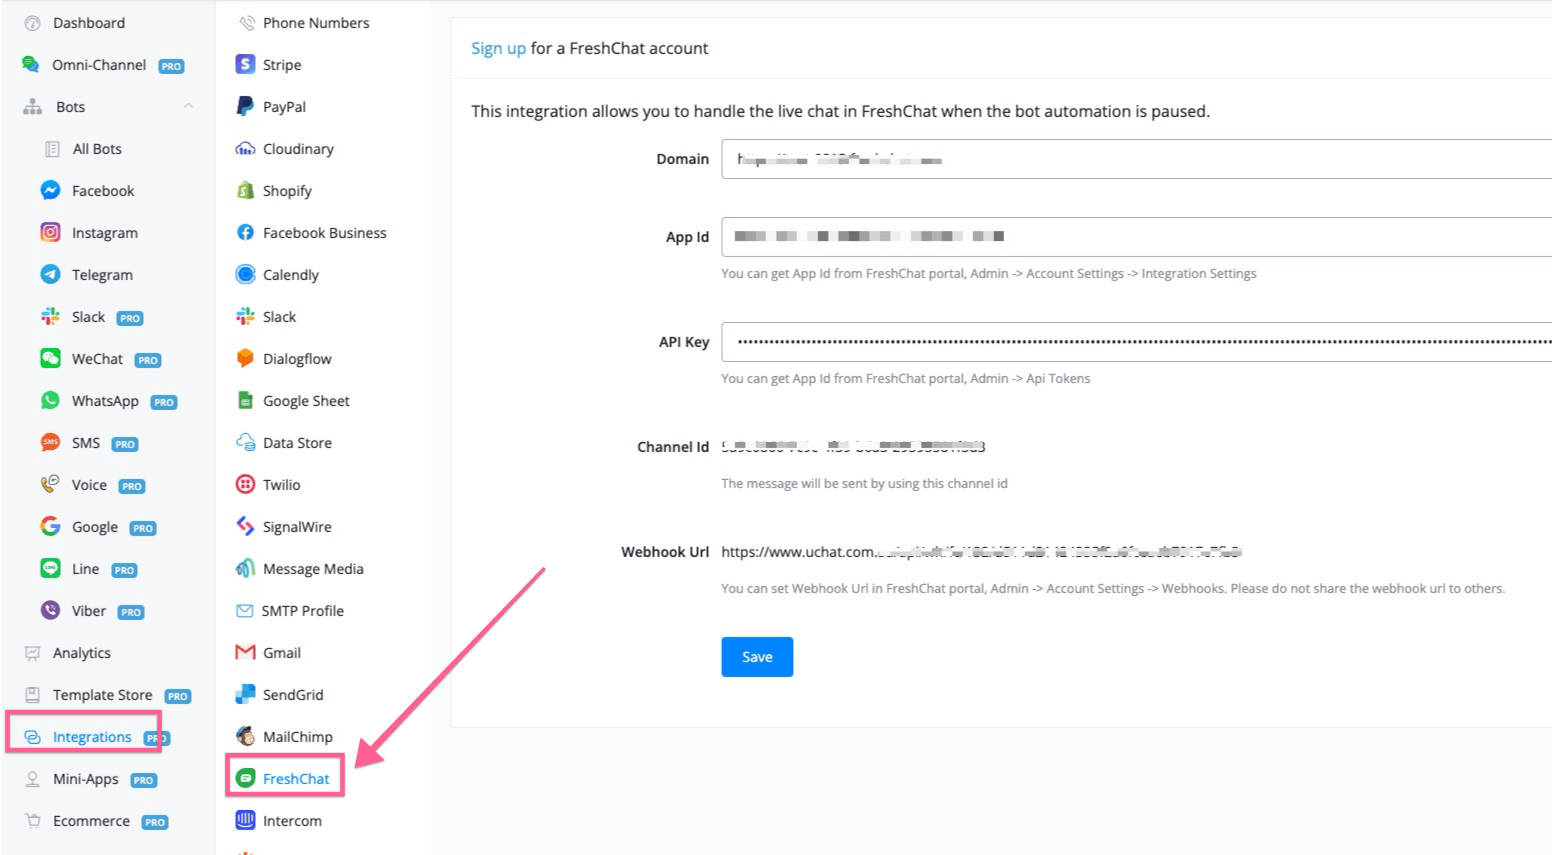 Dashboard
Omni-Channel PRO
Bots
All Bots
Facebook
Instagram
Telegram
Slack PRO
WeChat PRO
WhatsApp PRO
SMS PRO
Voice PRO
Google PRO
Line PRO
Viber PRO
Analytics
Template Store PRO
Integrations PRO
Mini-Apps PRO
Ecommerce PRO
Phone Numbers
Stripe
PayPal
Cloudinary
Shopify
Facebook Business
Calendly
Slack
Dialogflow
Google Sheet
Data Store
Twilio
SignalWire
Message Media
SMTP Profile
Gmail
SendGrid
MailChimp
FreshChat
Intercom
Sign up for a FreshChat account
This integration allows you to handle the live chat in FreshChat when the bot automation is paused.
Domain
App Id
You can get App Id from FreshChat portal, Admin -> Account Settings -> Integration Settings
API Key
You can get App Id from FreshChat portal, Admin -> Api Tokens
Channel Id
The message will be sent by using this channel id
Webhook Url https://www.uchat.com.
You can set Webhook Url in FreshChat portal, Admin -> Account Settings -> Webhooks. Please do not share the webhook url to others.
Save